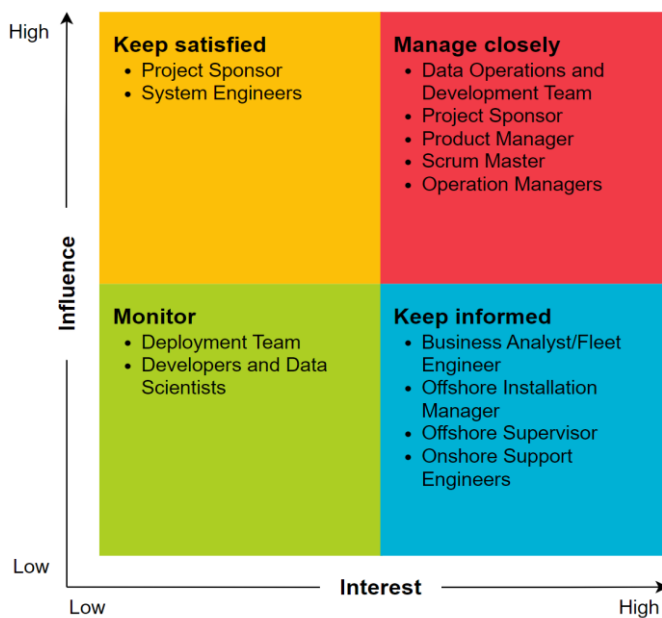 High
Keep satisfied
• Project Sponsor
• System Engineers
Manage closely
• Data Operations and
Development Team
• Project Sponsor
• Product Manager
• Scrum Master
• Operation Managers
Influence
Monitor
• Deployment Team
• Developers and Data
Scientists
Keep informed
• Business Analyst/Fleet
Engineer
• Offshore Installation
Manager
• Offshore Supervisor
• Onshore Support
Engineers
Low
Low
Interest
High